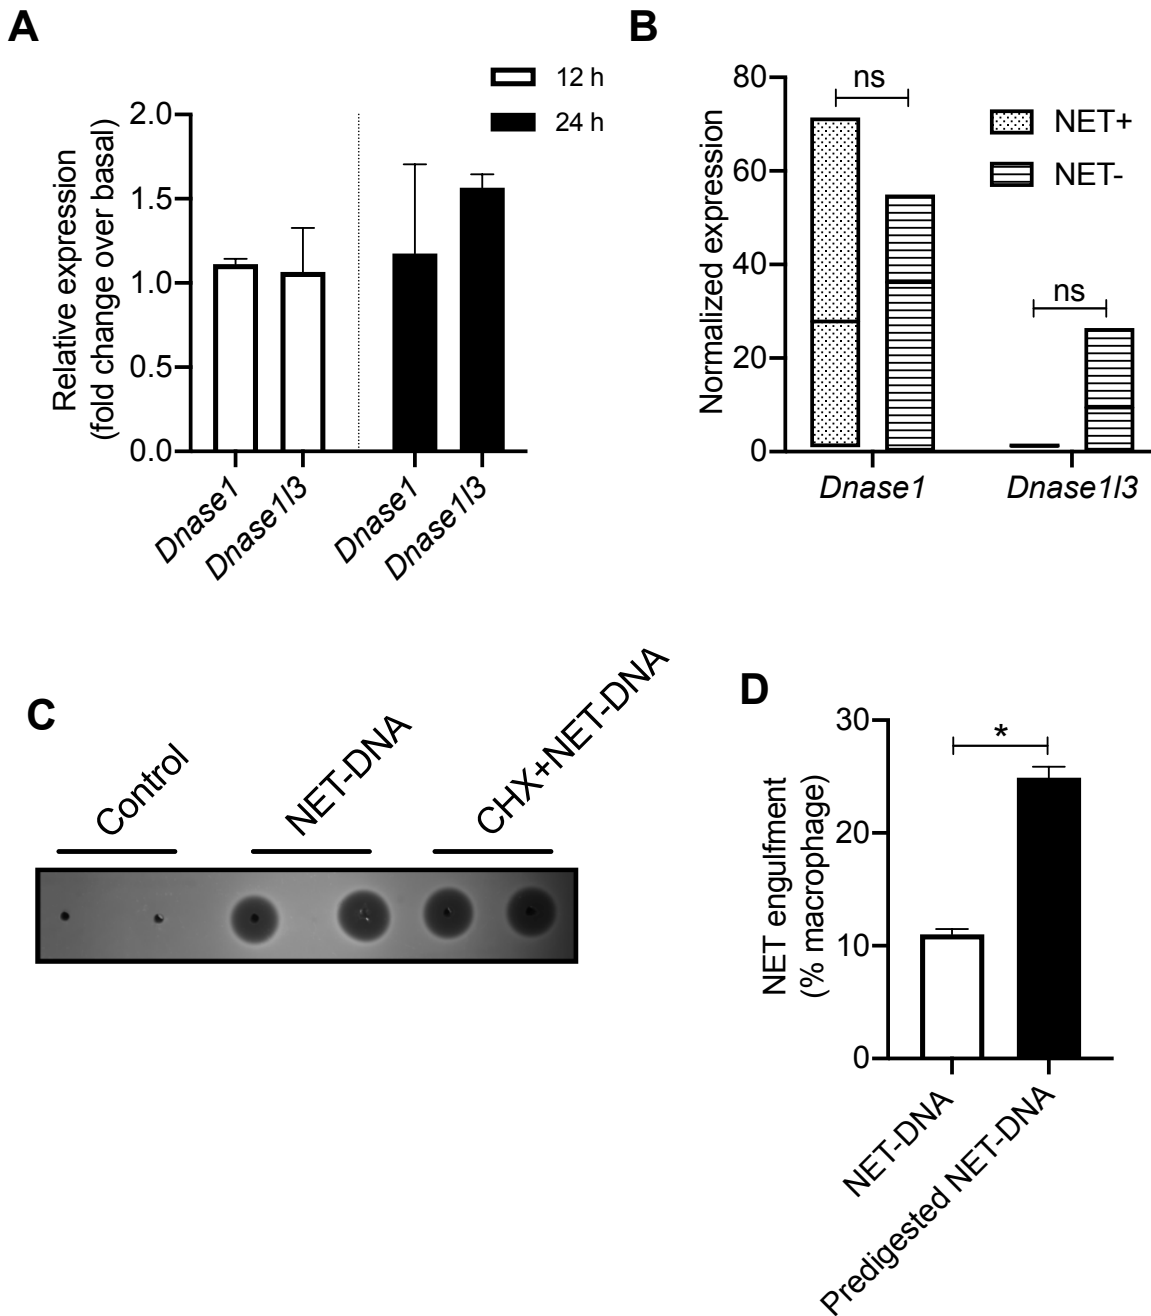 A
12 h
24 h
Relative expression
(fold change over basal)
2.0
1.5
1.0
0.5
0.0
Dnase1
Dnase1l3
Dnase1
Dnase1l3
B
Normalized expression
80
60
40
20
0
ns
ns
NET+
NET-
Dnase1
Dnase1l3
C
Control
NET-DNA
CHX+NET-DNA
D
NET engulfment
(% macrophage)
30
20
10
0
*
NET-DNA
Predigested NET-DNA